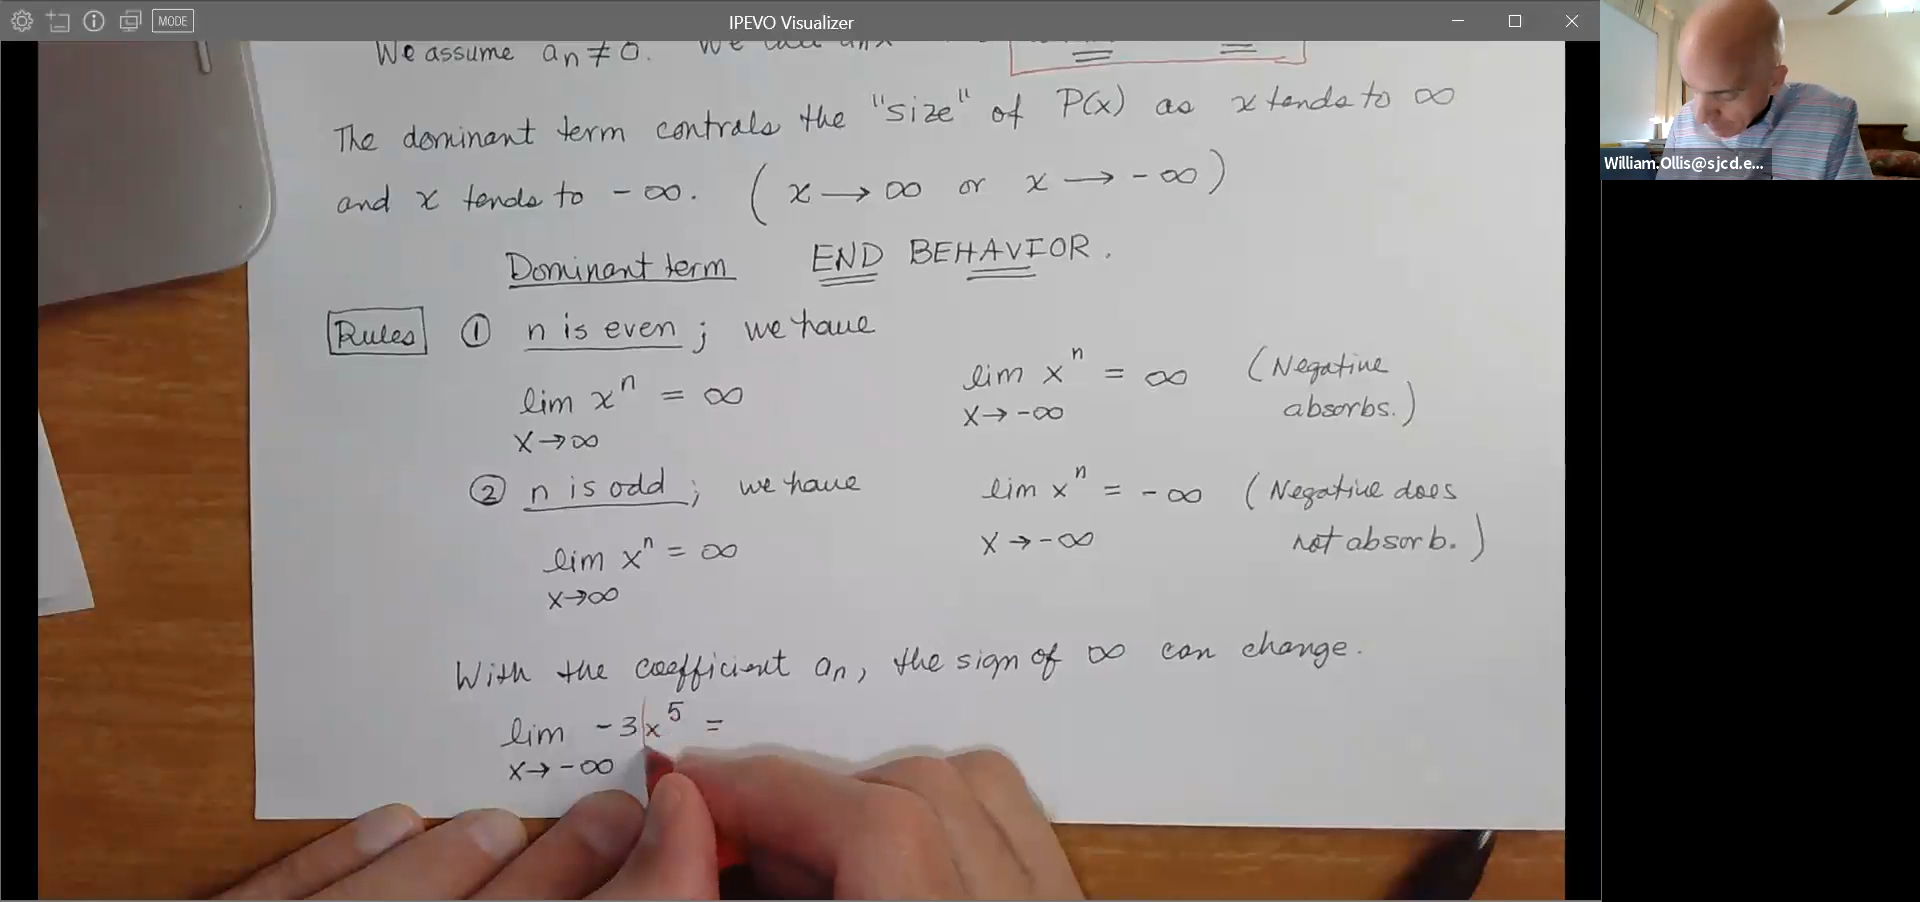 MODE
IPEVO Visualizer
William.Ollis@sjcd.e...
We assume an ≠ 0. We call
The dominant term controls the "size" of P(x) as x tends to ∞
and x tends to - ∞. ( x → ∞ or x → - ∞ )
Dominant term END BEHAVIOR.
Rules ① n is even ; we have
lim xⁿ = ∞ lim xⁿ = ∞ (Negative
x → ∞ x → -∞ absorbs.)
② n is odd ; we have
lim xⁿ = ∞ lim xⁿ = - ∞ (Negative does
x → ∞ x → -∞ not absorb.)
With the coefficient an, the sign of ∞ can change.
lim -3x⁵ =
x → -∞